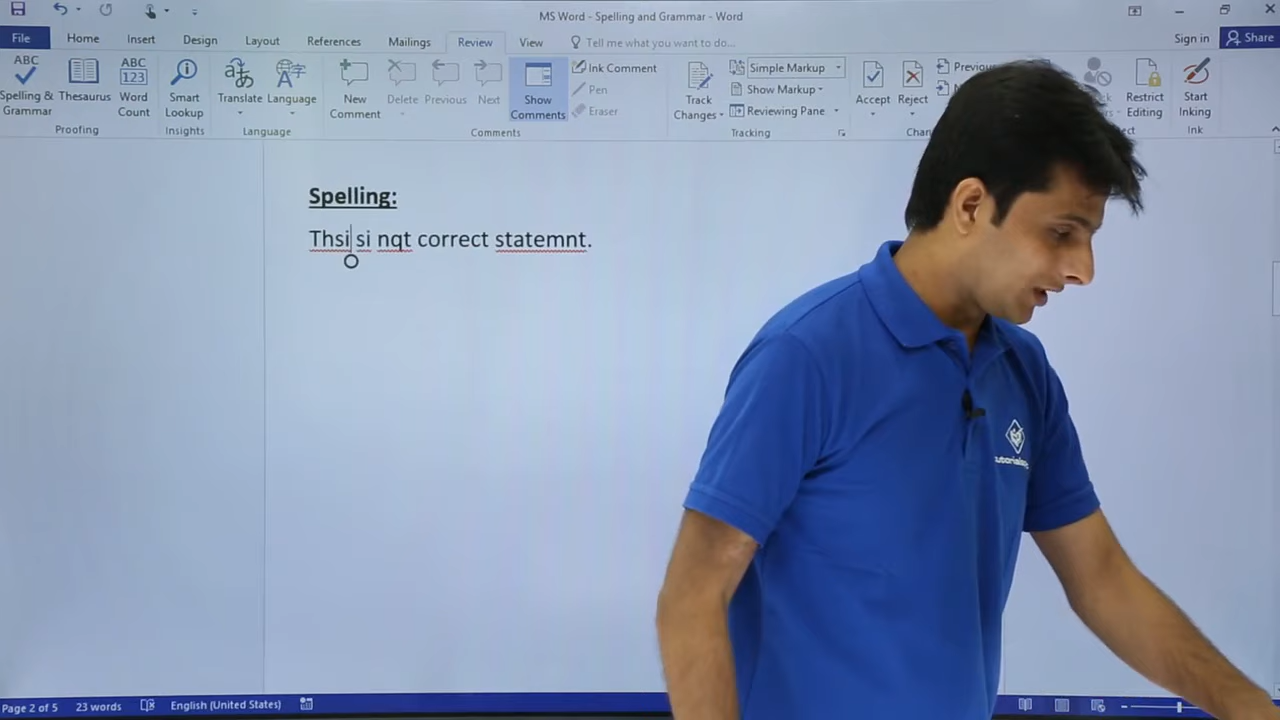 MS Word - Spelling and Grammar - Word
File Home Insert Design Layout References Mailings Review View Tell me what you want to do... Sign in Share
ABC ABC 123
Spelling & Grammar Thesaurus Word Count Smart Lookup Translate Language New Comment Delete Previous Next Show Comments Ink Comment Pen Eraser Track Changes Simple Markup Show Markup Reviewing Pane Accept Reject Restrict Editing Start Inking
Proofing Insights Language Comments Tracking Ink
Spelling:
Thsi si nqt correct statemnt.
Page 2 of 5 23 words English (United States)